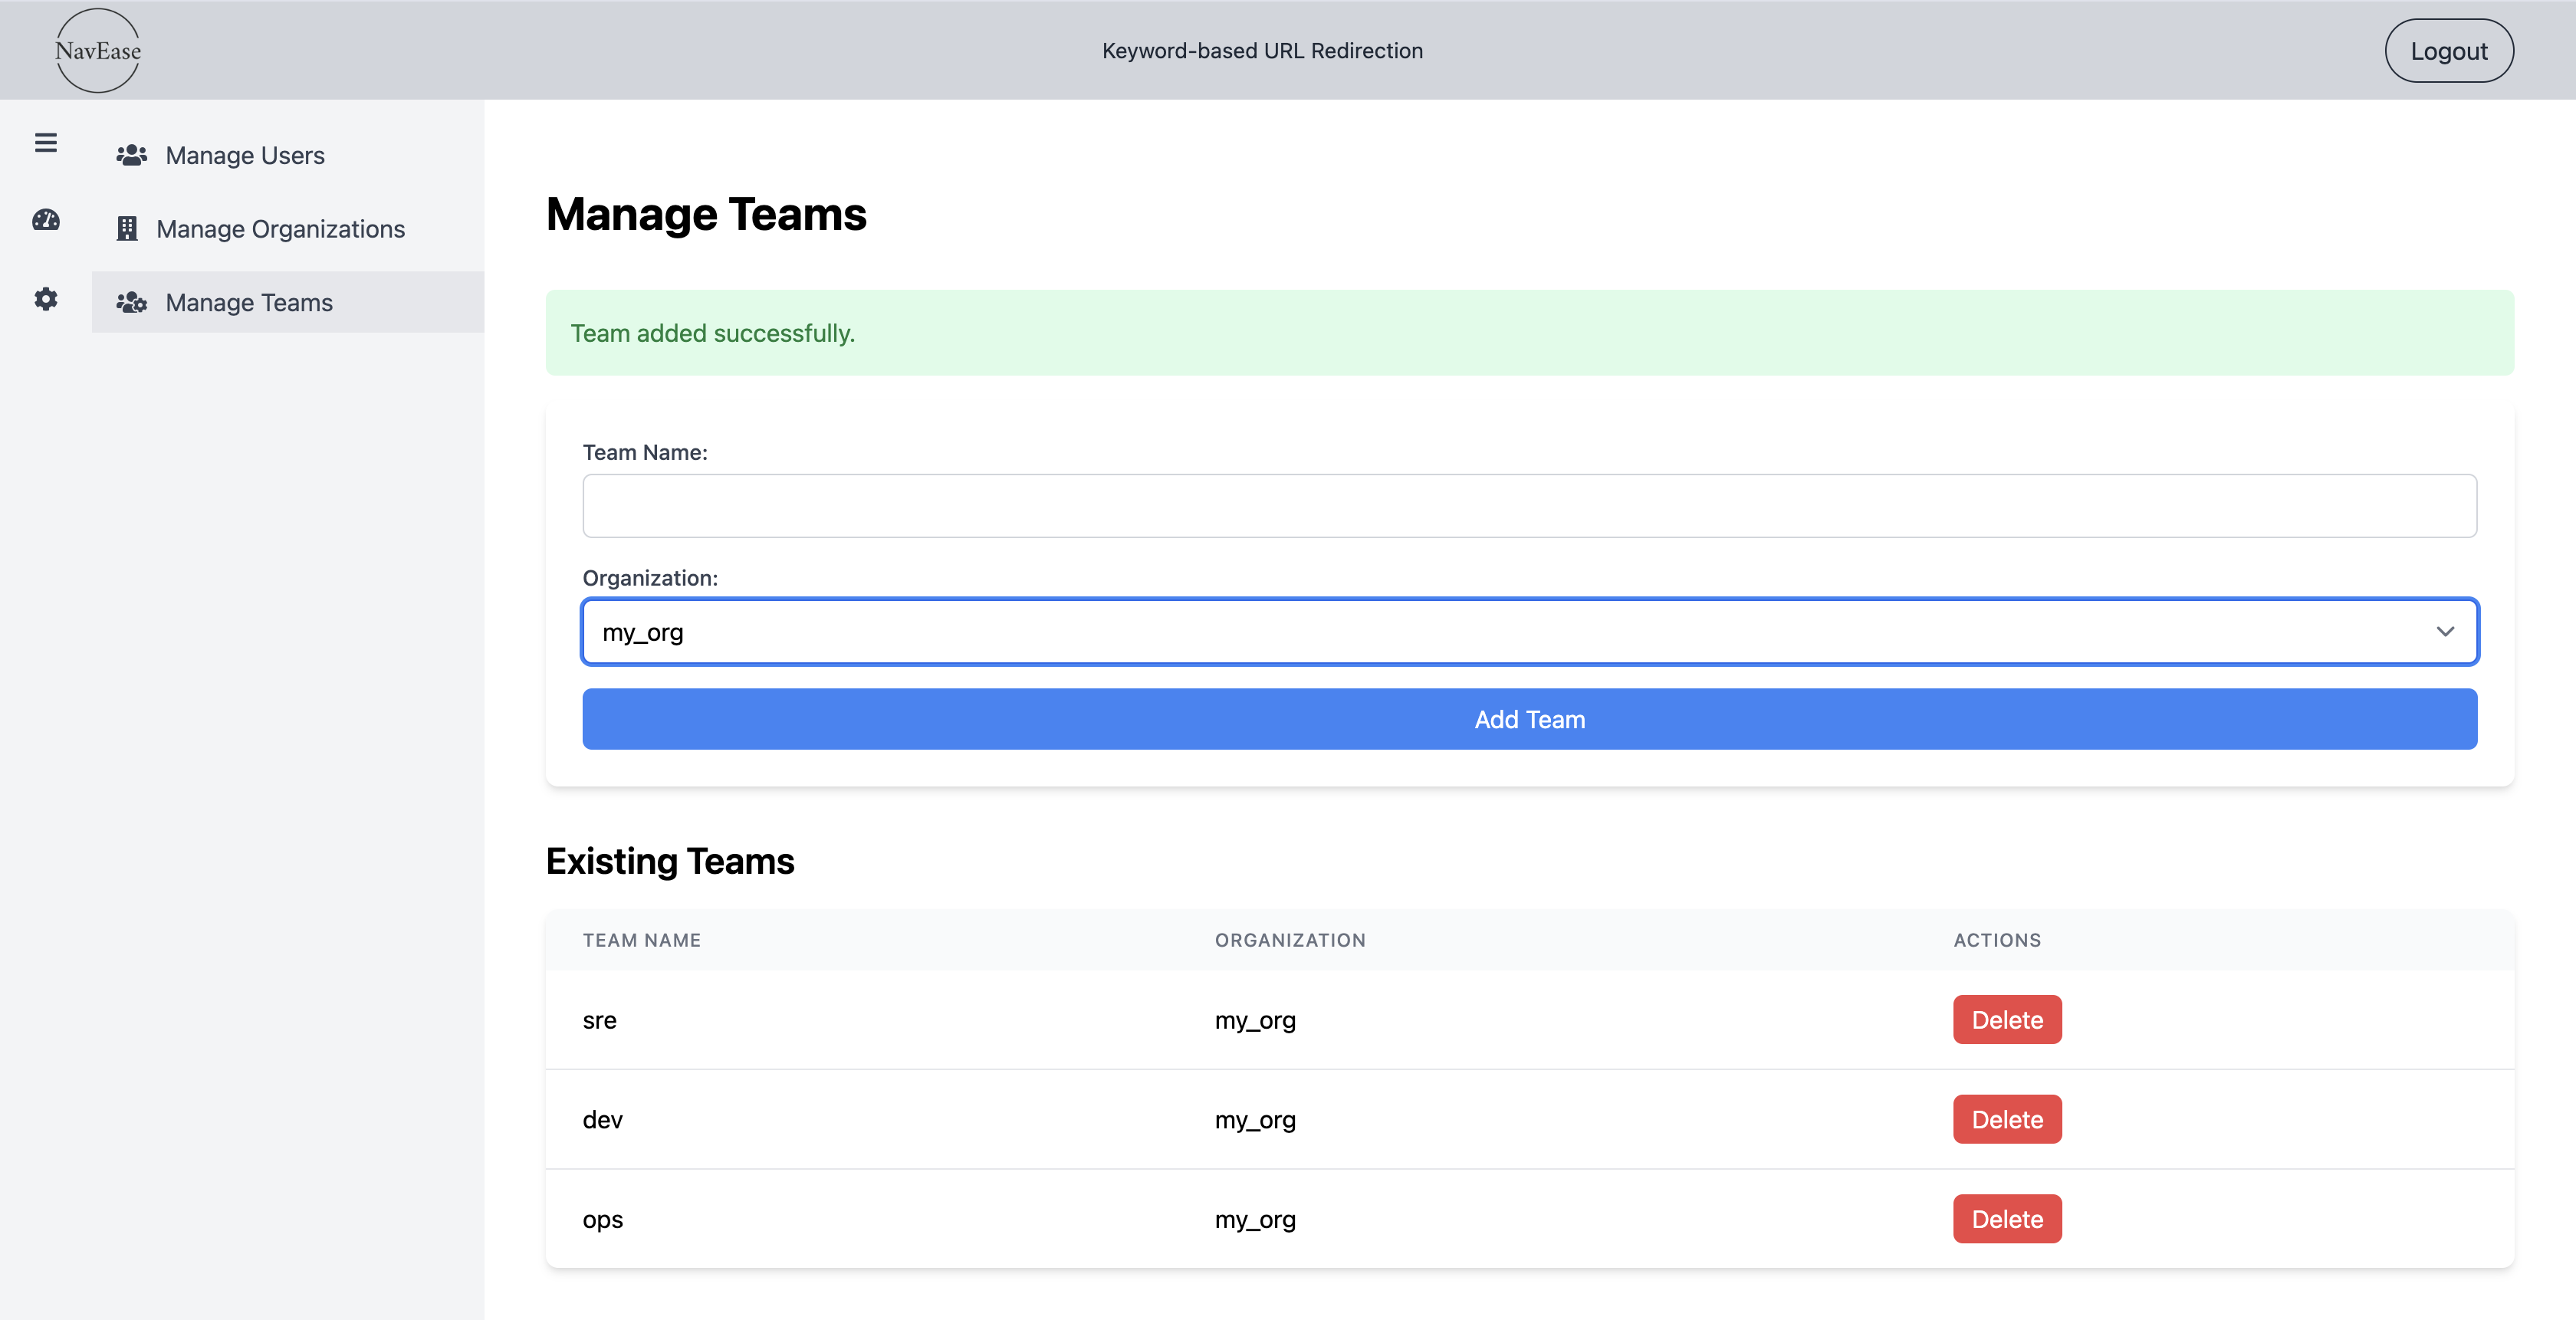 NavEase
Keyword-based URL Redirection
Logout
Manage Users
Manage Organizations
Manage Teams
Manage Teams
Team added successfully.
Team Name:
Organization:
my_org
Add Team
Existing Teams
TEAM NAME ORGANIZATION ACTIONS
sre my_org Delete
dev my_org Delete
ops my_org Delete